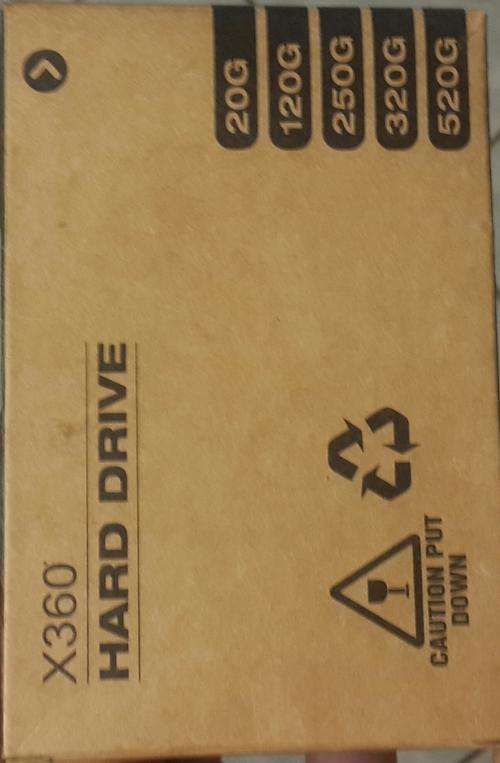 X360
HARD DRIVE
20G
120G
250G
320G
520G
CAUTION PUT
DOWN